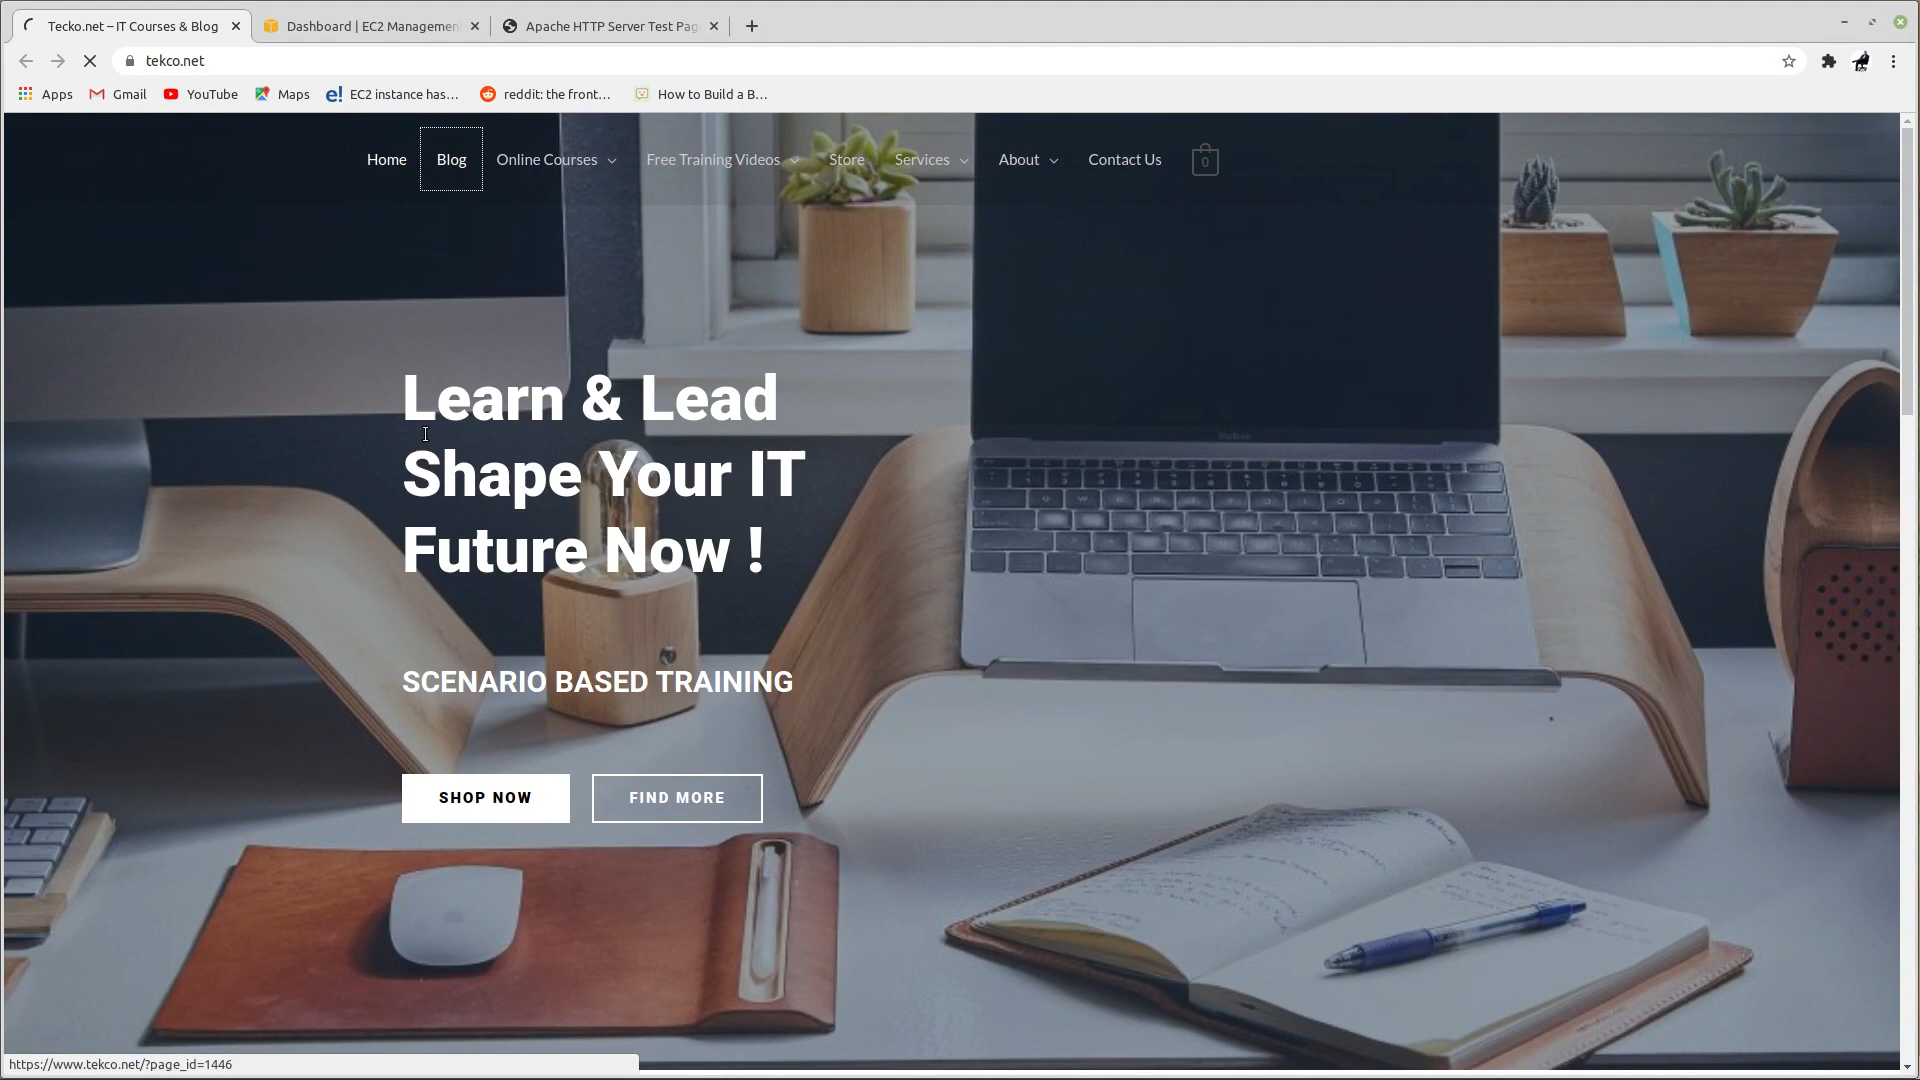 Tecko.net – IT Courses & Blog
Dashboard | EC2 Managemen
Apache HTTP Server Test Pag
tekco.net
Apps
Gmail
YouTube
Maps
EC2 instance has...
reddit: the front...
How to Build a B...
Home
Blog
Online Courses
Free Training Videos
Store
Services
About
Contact Us
0
Learn & Lead
Shape Your IT
Future Now !
SCENARIO BASED TRAINING
SHOP NOW
FIND MORE
https://www.tekco.net/?page_id=1446